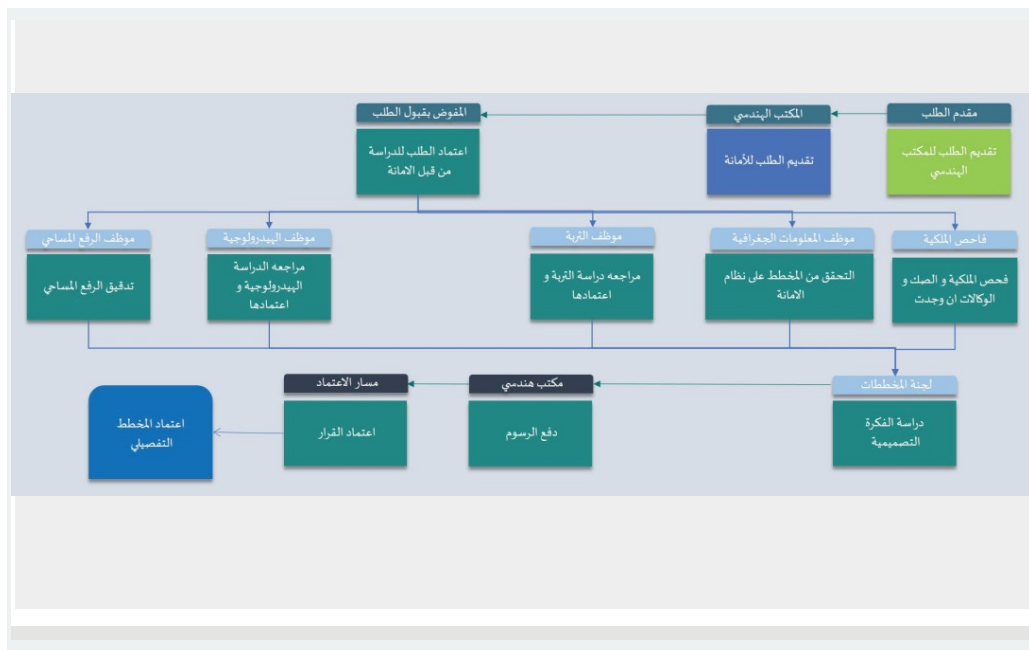 مقدم الطلب
تقديم الطلب للمكتب
الهندسي
المكتب الهندسي
تقديم الطلب للأمانة
المفوض بقبول الطلب
اعتماد الطلب للدراسة
من قبل الامانة
فاحص الملكية
فحص الملكية و الصك و
الوكالات ان وجدت
موظف المعلومات الجغرافية
التحقق من المخطط على نظام
الامانة
موظف التربة
مراجعه دراسة التربة و
اعتمادها
موظف الهيدرولوجية
مراجعه الدراسة
الهيدرولوجية و
اعتمادها
موظف الرفع المساحي
تدقيق الرفع المساحي
لجنة المخططات
دراسة الفكرة
التصميمية
مكتب هندسي
دفع الرسوم
مسار الاعتماد
اعتماد القرار
اعتماد المخطط
التفصيلي